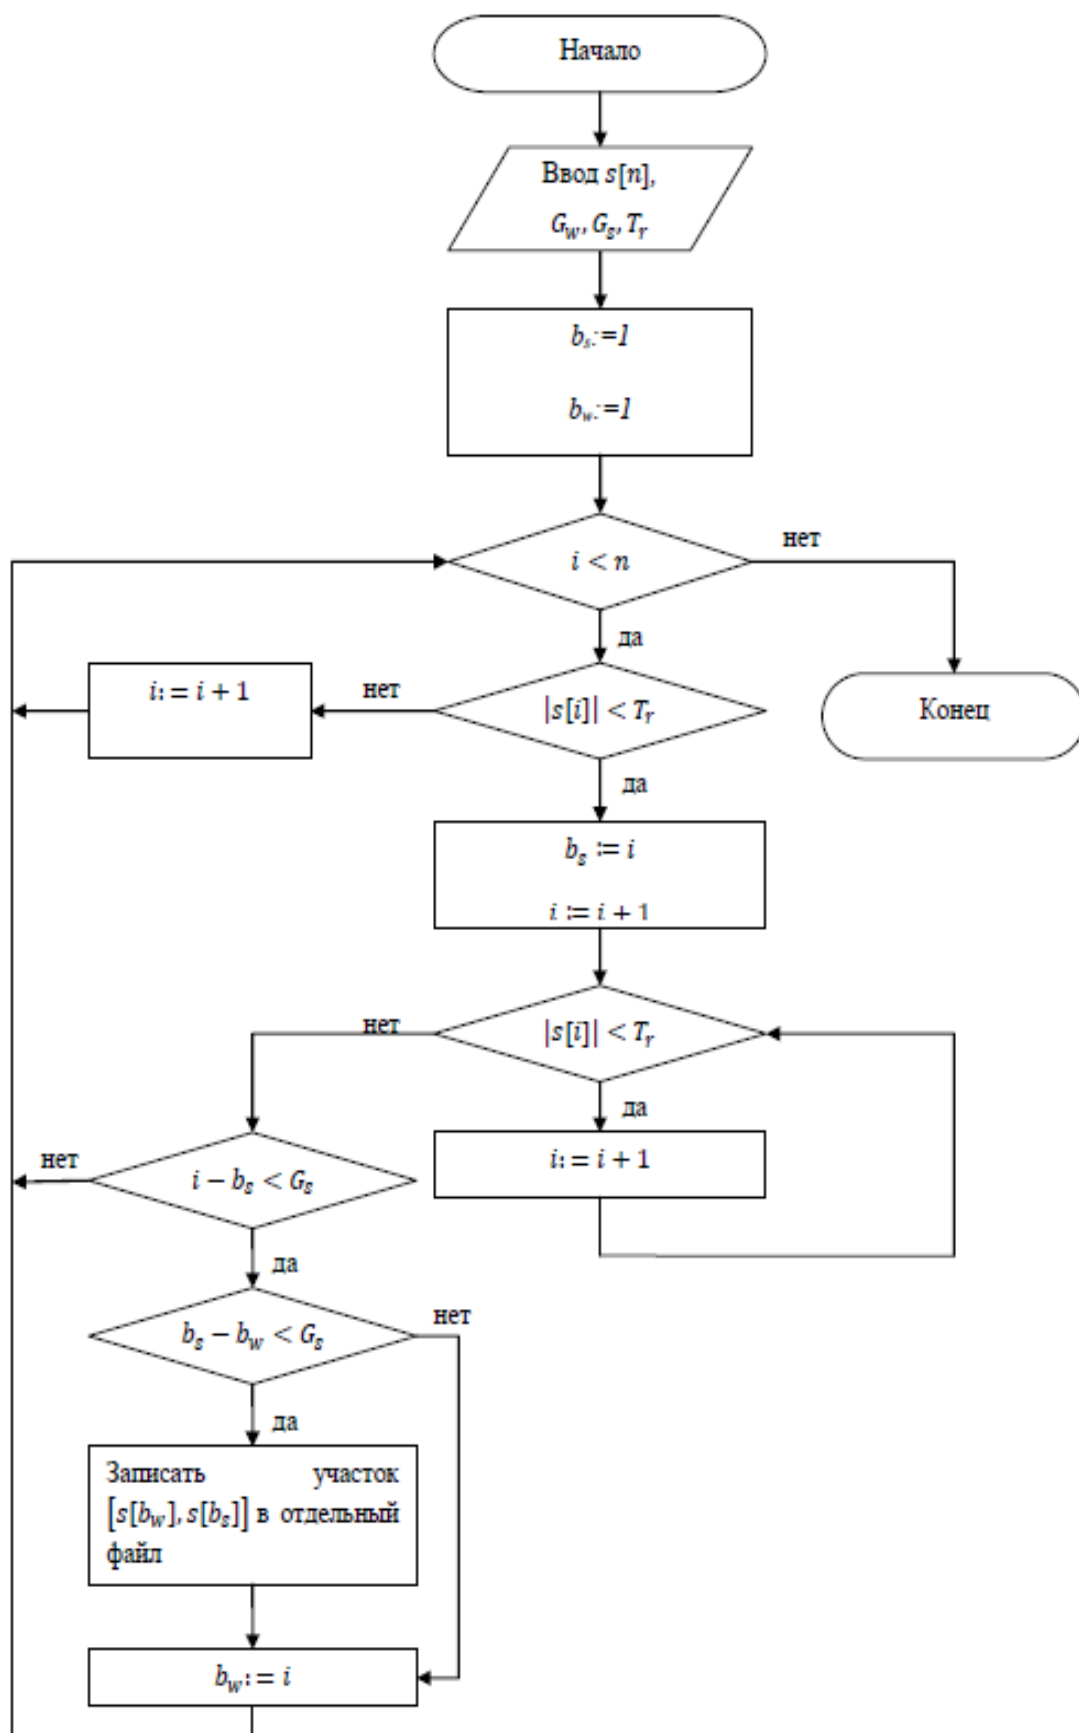 Начало
Ввод s[n],
G_w, G_s, T_r
b_s:=1
b_w:=1
i < n
нет
да
i: = i + 1
нет
|s[i]| < T_r
Конец
да
b_s := i
i := i + 1
нет
|s[i]| < T_r
да
нет
i − b_s < G_s
i: = i + 1
да
b_s − b_w < G_s
нет
да
Записать участок
[s[b_w], s[b_s]] в отдельный
файл
b_w: = i